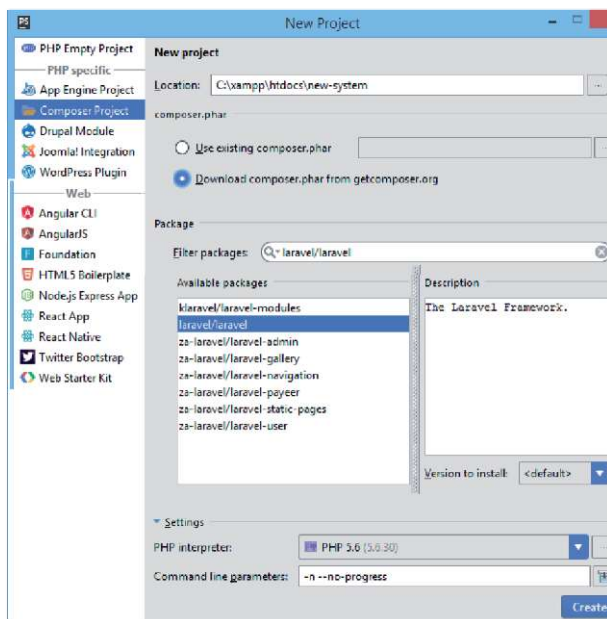 PS
New Project
PHP Empty Project
PHP specific
App Engine Project
Composer Project
Drupal Module
Joomla! Integration
WordPress Plugin
Web
Angular CLI
AngularJS
Foundation
HTML5 Boilerplate
Node.js Express App
React App
React Native
Twitter Bootstrap
Web Starter Kit
New project
Location: C:\xampp\htdocs\new-system
composer.phar
Use existing composer.phar
Download composer.phar from getcomposer.org
Package
Filter packages: laravel/laravel
Available packages
klaravel/laravel-modules
laravel/laravel
za-laravel/laravel-admin
za-laravel/laravel-gallery
za-laravel/laravel-navigation
za-laravel/laravel-payeer
za-laravel/laravel-static-pages
za-laravel/laravel-user
Description
The Laravel Framework.
Version to install: <default>
Settings
PHP interpreter: PHP 5.6 (5.6.30)
Command line parameters: -n --no-progress
Create